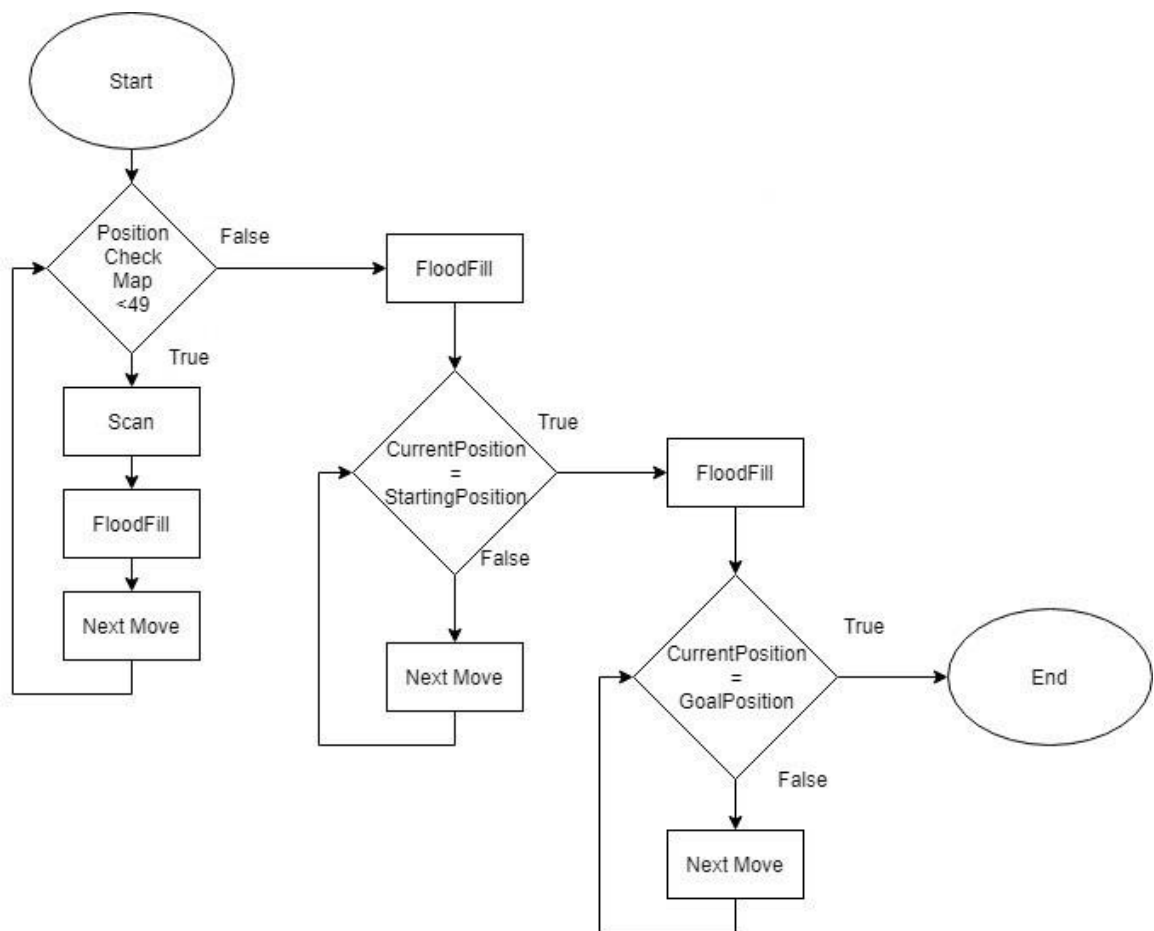 Start
Position
Check
Map
<49
False
True
Scan
FloodFill
Next Move
FloodFill
CurrentPosition
=
StartingPosition
True
False
Next Move
FloodFill
CurrentPosition
=
GoalPosition
True
False
Next Move
End